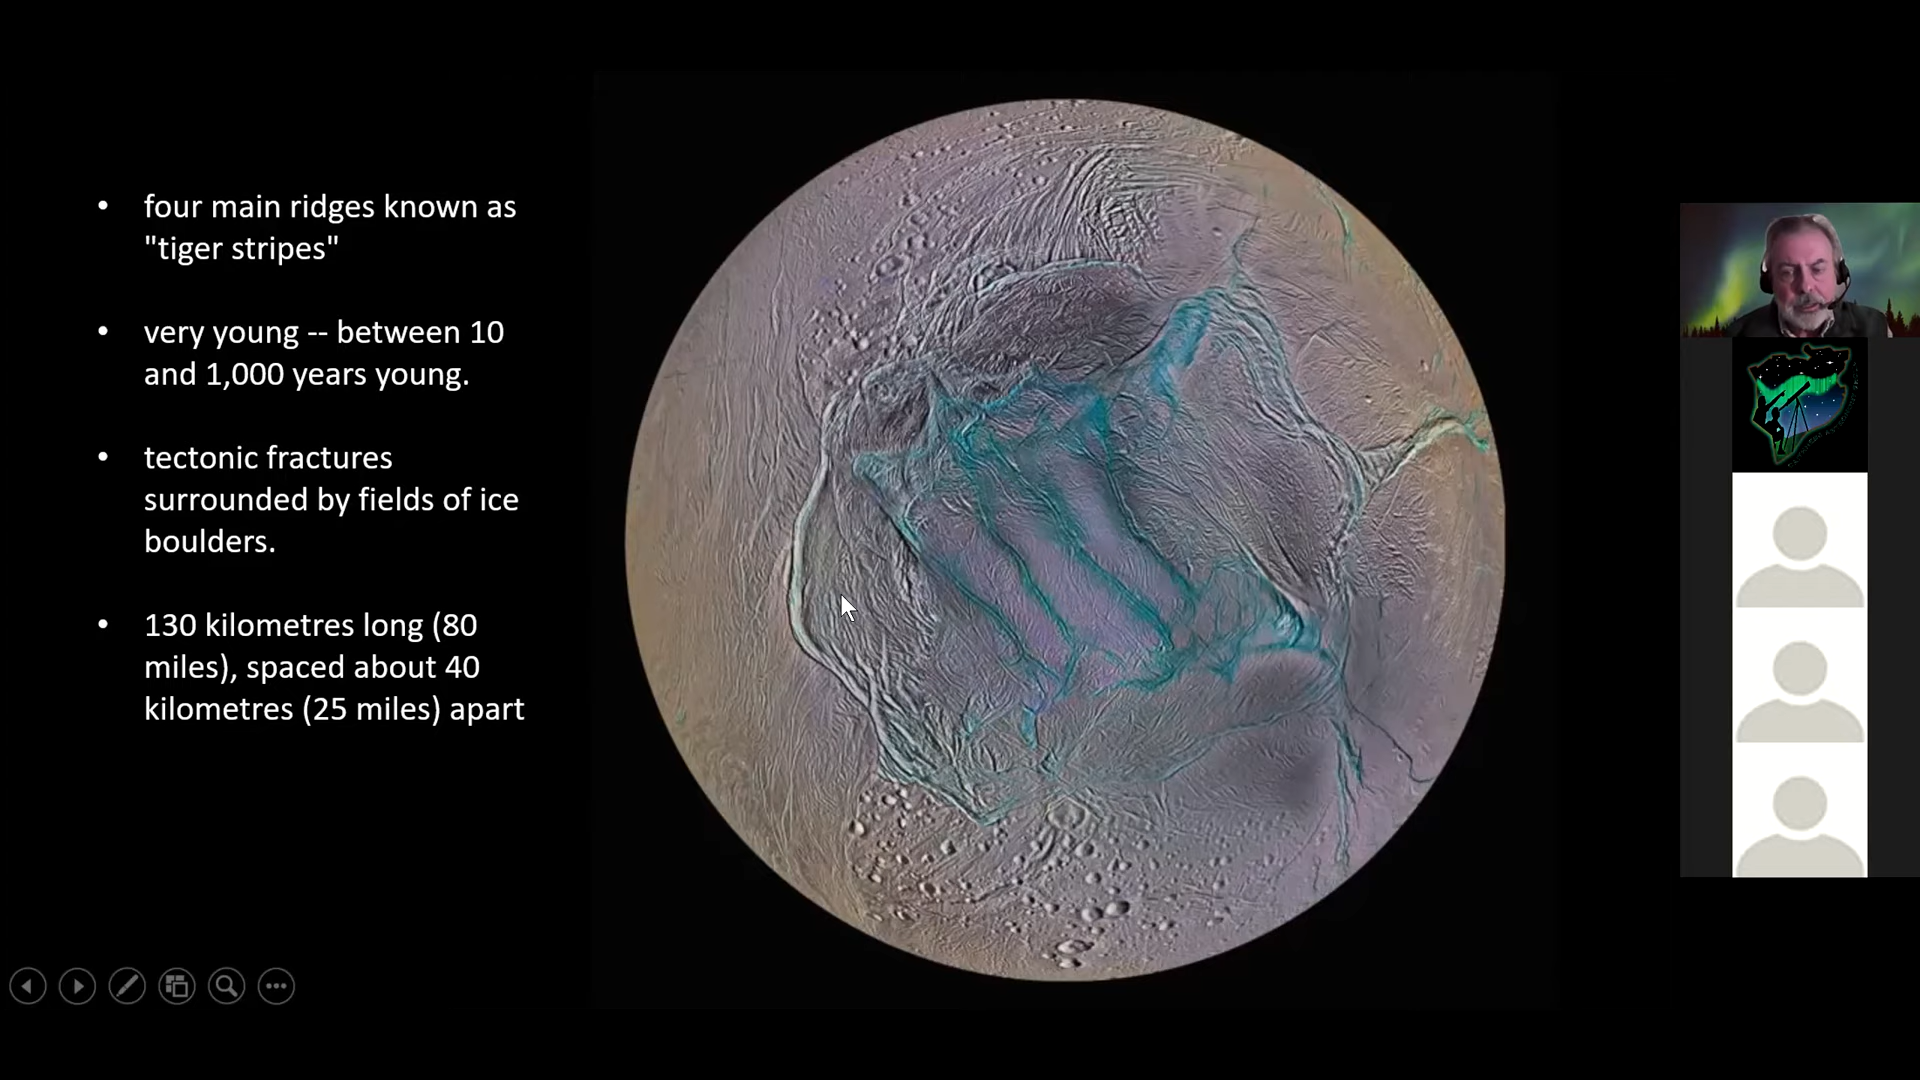 • four main ridges known as
"tiger stripes"
• very young -- between 10
and 1,000 years young.
• tectonic fractures
surrounded by fields of ice
boulders.
• 130 kilometres long (80
miles), spaced about 40
kilometres (25 miles) apart